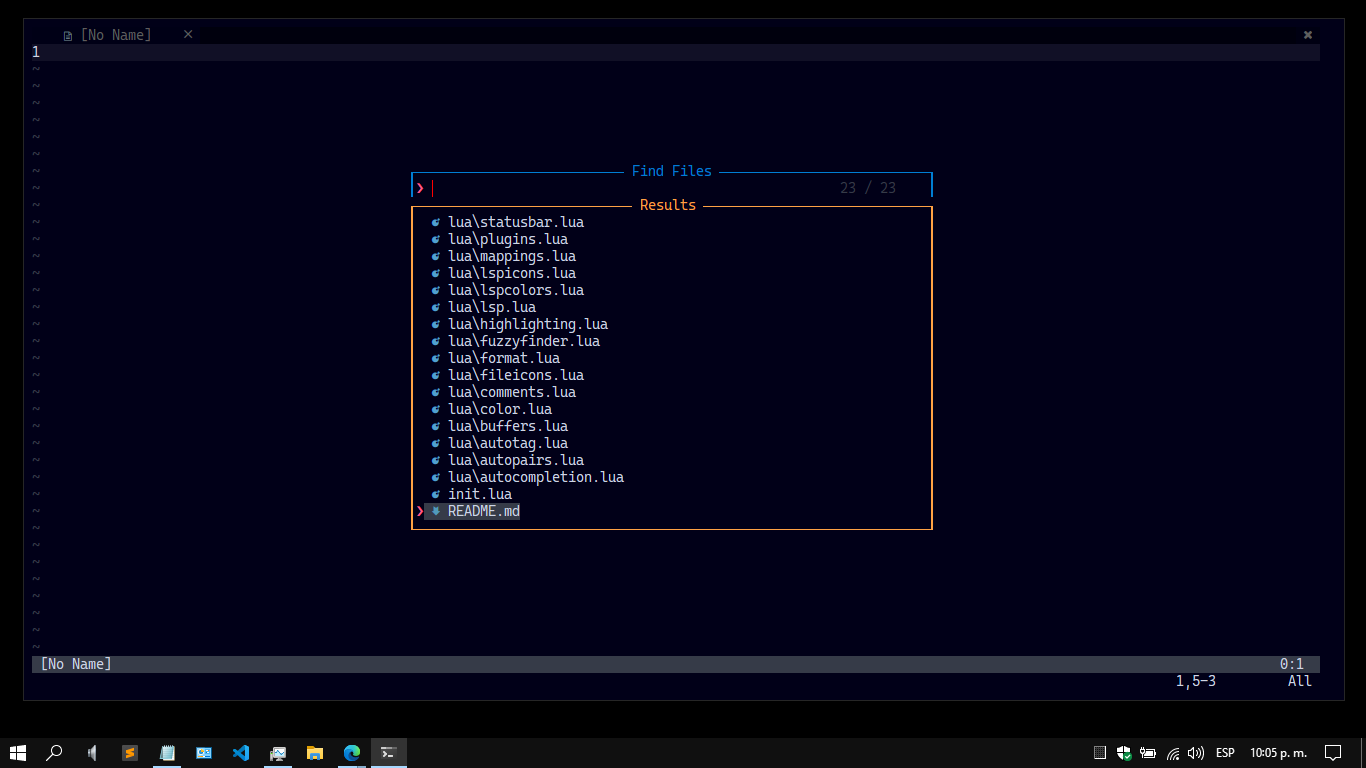 [No Name] ×
1
~
~
~
~
~
~
~
Find Files
❯ 23 / 23
Results
lua\statusbar.lua
lua\plugins.lua
lua\mappings.lua
lua\lspicons.lua
lua\lspcolors.lua
lua\lsp.lua
lua\highlighting.lua
lua\fuzzyfinder.lua
lua\format.lua
lua\fileicons.lua
lua\comments.lua
lua\color.lua
lua\buffers.lua
lua\autotag.lua
lua\autopairs.lua
lua\autocompletion.lua
init.lua
❯ README.md
[No Name] 0:1
1,5-3 All
ESP 10:05 p. m.